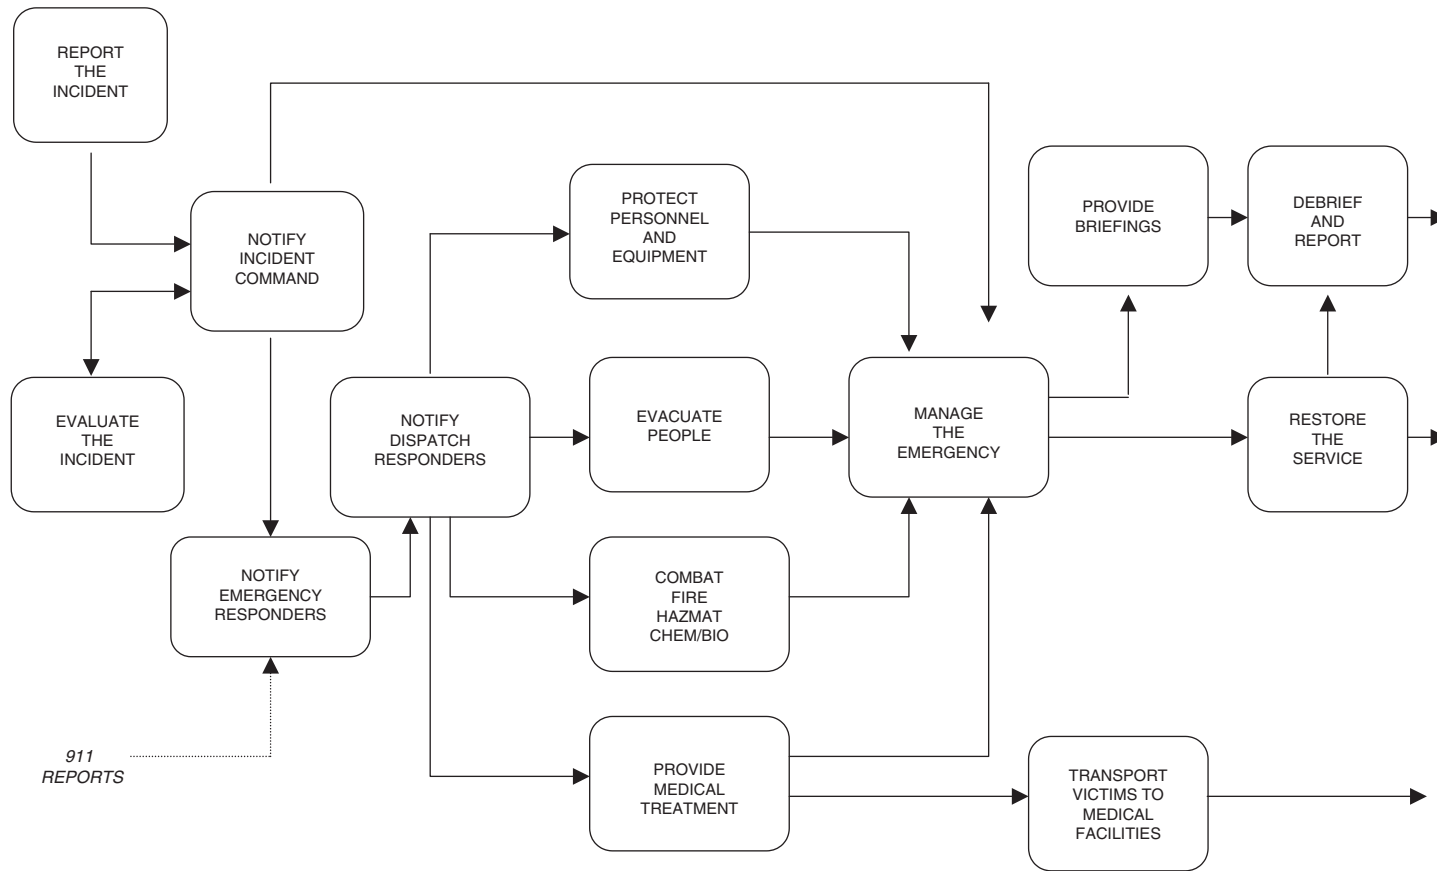 REPORT
THE
INCIDENT
NOTIFY
INCIDENT
COMMAND
EVALUATE
THE
INCIDENT
NOTIFY
EMERGENCY
RESPONDERS
911
REPORTS
NOTIFY
DISPATCH
RESPONDERS
PROTECT
PERSONNEL
AND
EQUIPMENT
EVACUATE
PEOPLE
COMBAT
FIRE
HAZMAT
CHEM/BIO
PROVIDE
MEDICAL
TREATMENT
MANAGE
THE
EMERGENCY
PROVIDE
BRIEFINGS
DEBRIEF
AND
REPORT
RESTORE
THE
SERVICE
TRANSPORT
VICTIMS TO
MEDICAL
FACILITIES